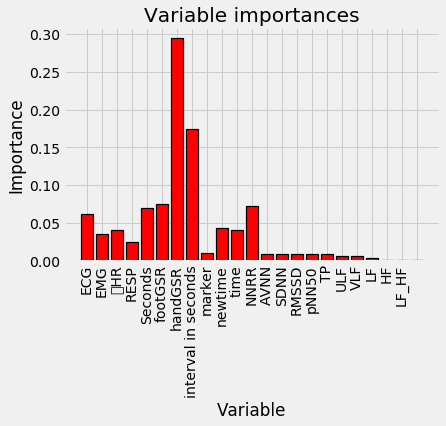 Variable importances
Importance
0.30
0.25
0.20
0.15
0.10
0.05
0.00
ECG
EMG
▯HR
RESP
Seconds
footGSR
handGSR
interval in seconds
marker
newtime
time
NNRR
AVNN
SDNN
RMSSD
pNN50
TP
ULF
VLF
LF
HF
LF_HF
Variable